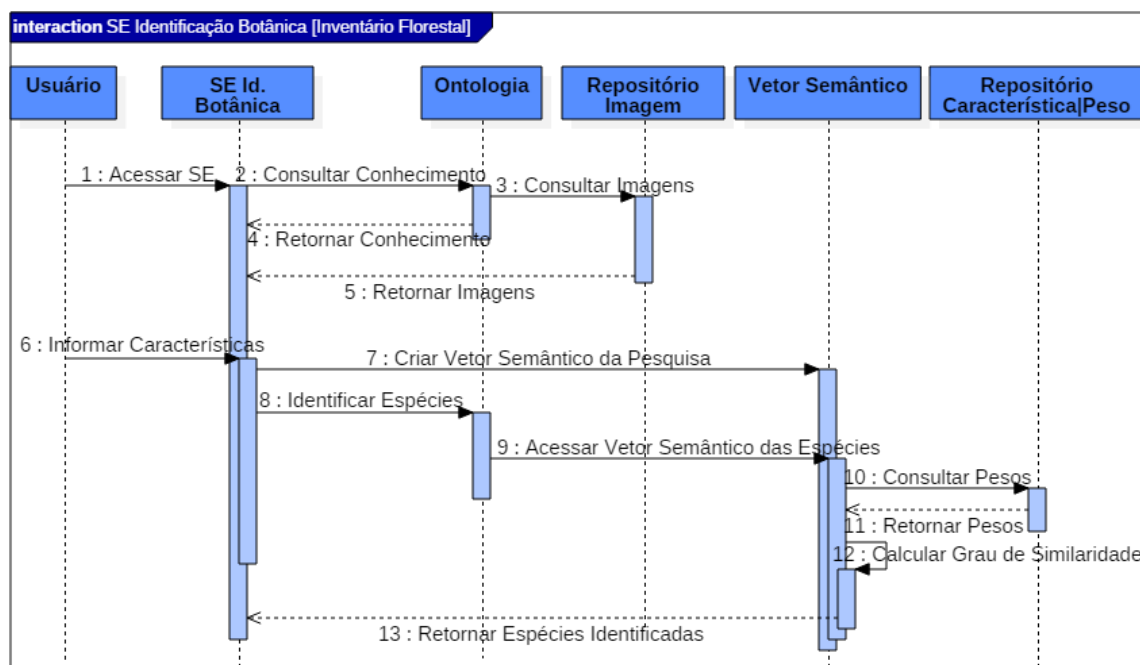 interaction SE Identificação Botânica [Inventário Florestal]
Usuário
SE Id.
Botânica
Ontologia
Repositório
Imagem
Vetor Semântico
Repositório
Característica|Peso
1 : Acessar SE
2 : Consultar Conhecimento
3 : Consultar Imagens
4 : Retornar Conhecimento
5 : Retornar Imagens
6 : Informar Características
7 : Criar Vetor Semântico da Pesquisa
8 : Identificar Espécies
9 : Acessar Vetor Semântico das Espécies
10 : Consultar Pesos
11 : Retornar Pesos
12 : Calcular Grau de Similaridade
13 : Retornar Espécies Identificadas